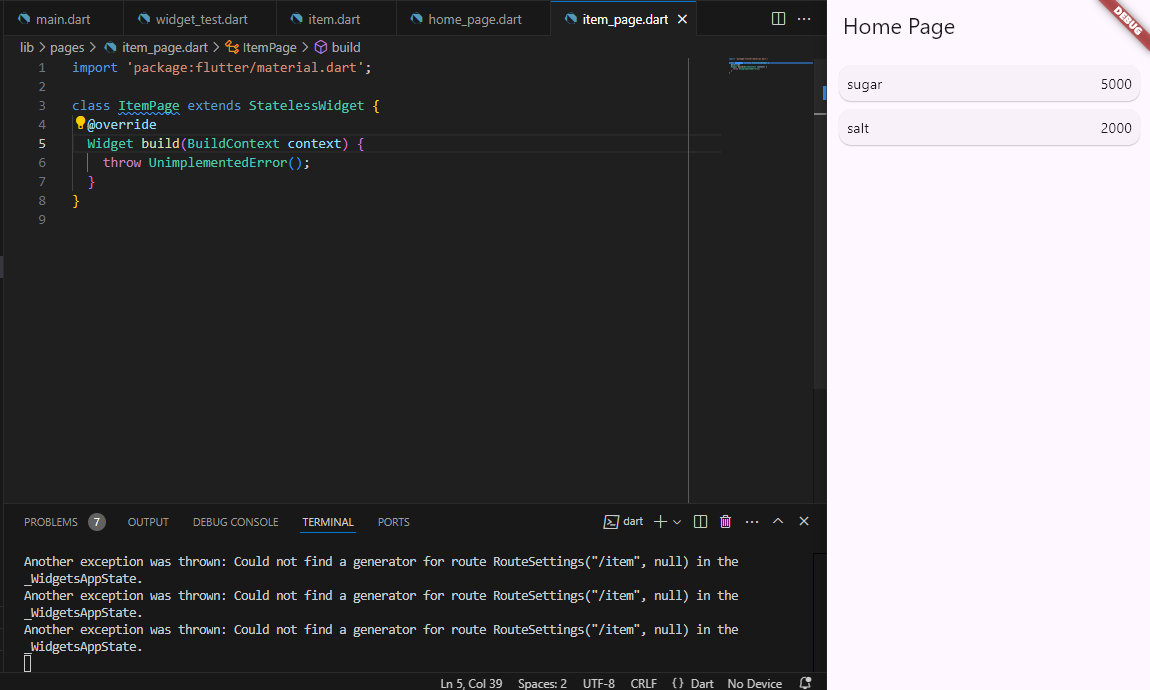 main.dart
widget_test.dart
item.dart
home_page.dart
item_page.dart
lib > pages > item_page.dart > ItemPage > build
1 import 'package:flutter/material.dart';
2
3 class ItemPage extends StatelessWidget {
4 @override
5 Widget build(BuildContext context) {
6 throw UnimplementedError();
7 }
8 }
9
PROBLEMS 7 OUTPUT DEBUG CONSOLE TERMINAL PORTS dart
Another exception was thrown: Could not find a generator for route RouteSettings("/item", null) in the
_WidgetsAppState.
Another exception was thrown: Could not find a generator for route RouteSettings("/item", null) in the
_WidgetsAppState.
Another exception was thrown: Could not find a generator for route RouteSettings("/item", null) in the
_WidgetsAppState.
Ln 5, Col 39 Spaces: 2 UTF-8 CRLF {} Dart No Device
Home Page
DEBUG
sugar 5000
salt 2000